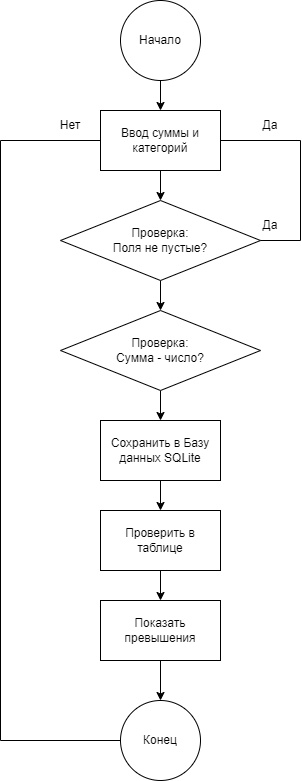 Начало
Нет
Да
Ввод суммы и
категорий
Проверка:
Поля не пустые?
Да
Проверка:
Сумма - число?
Сохранить в Базу
данных SQLite
Проверить в
таблице
Показать
превышения
Конец